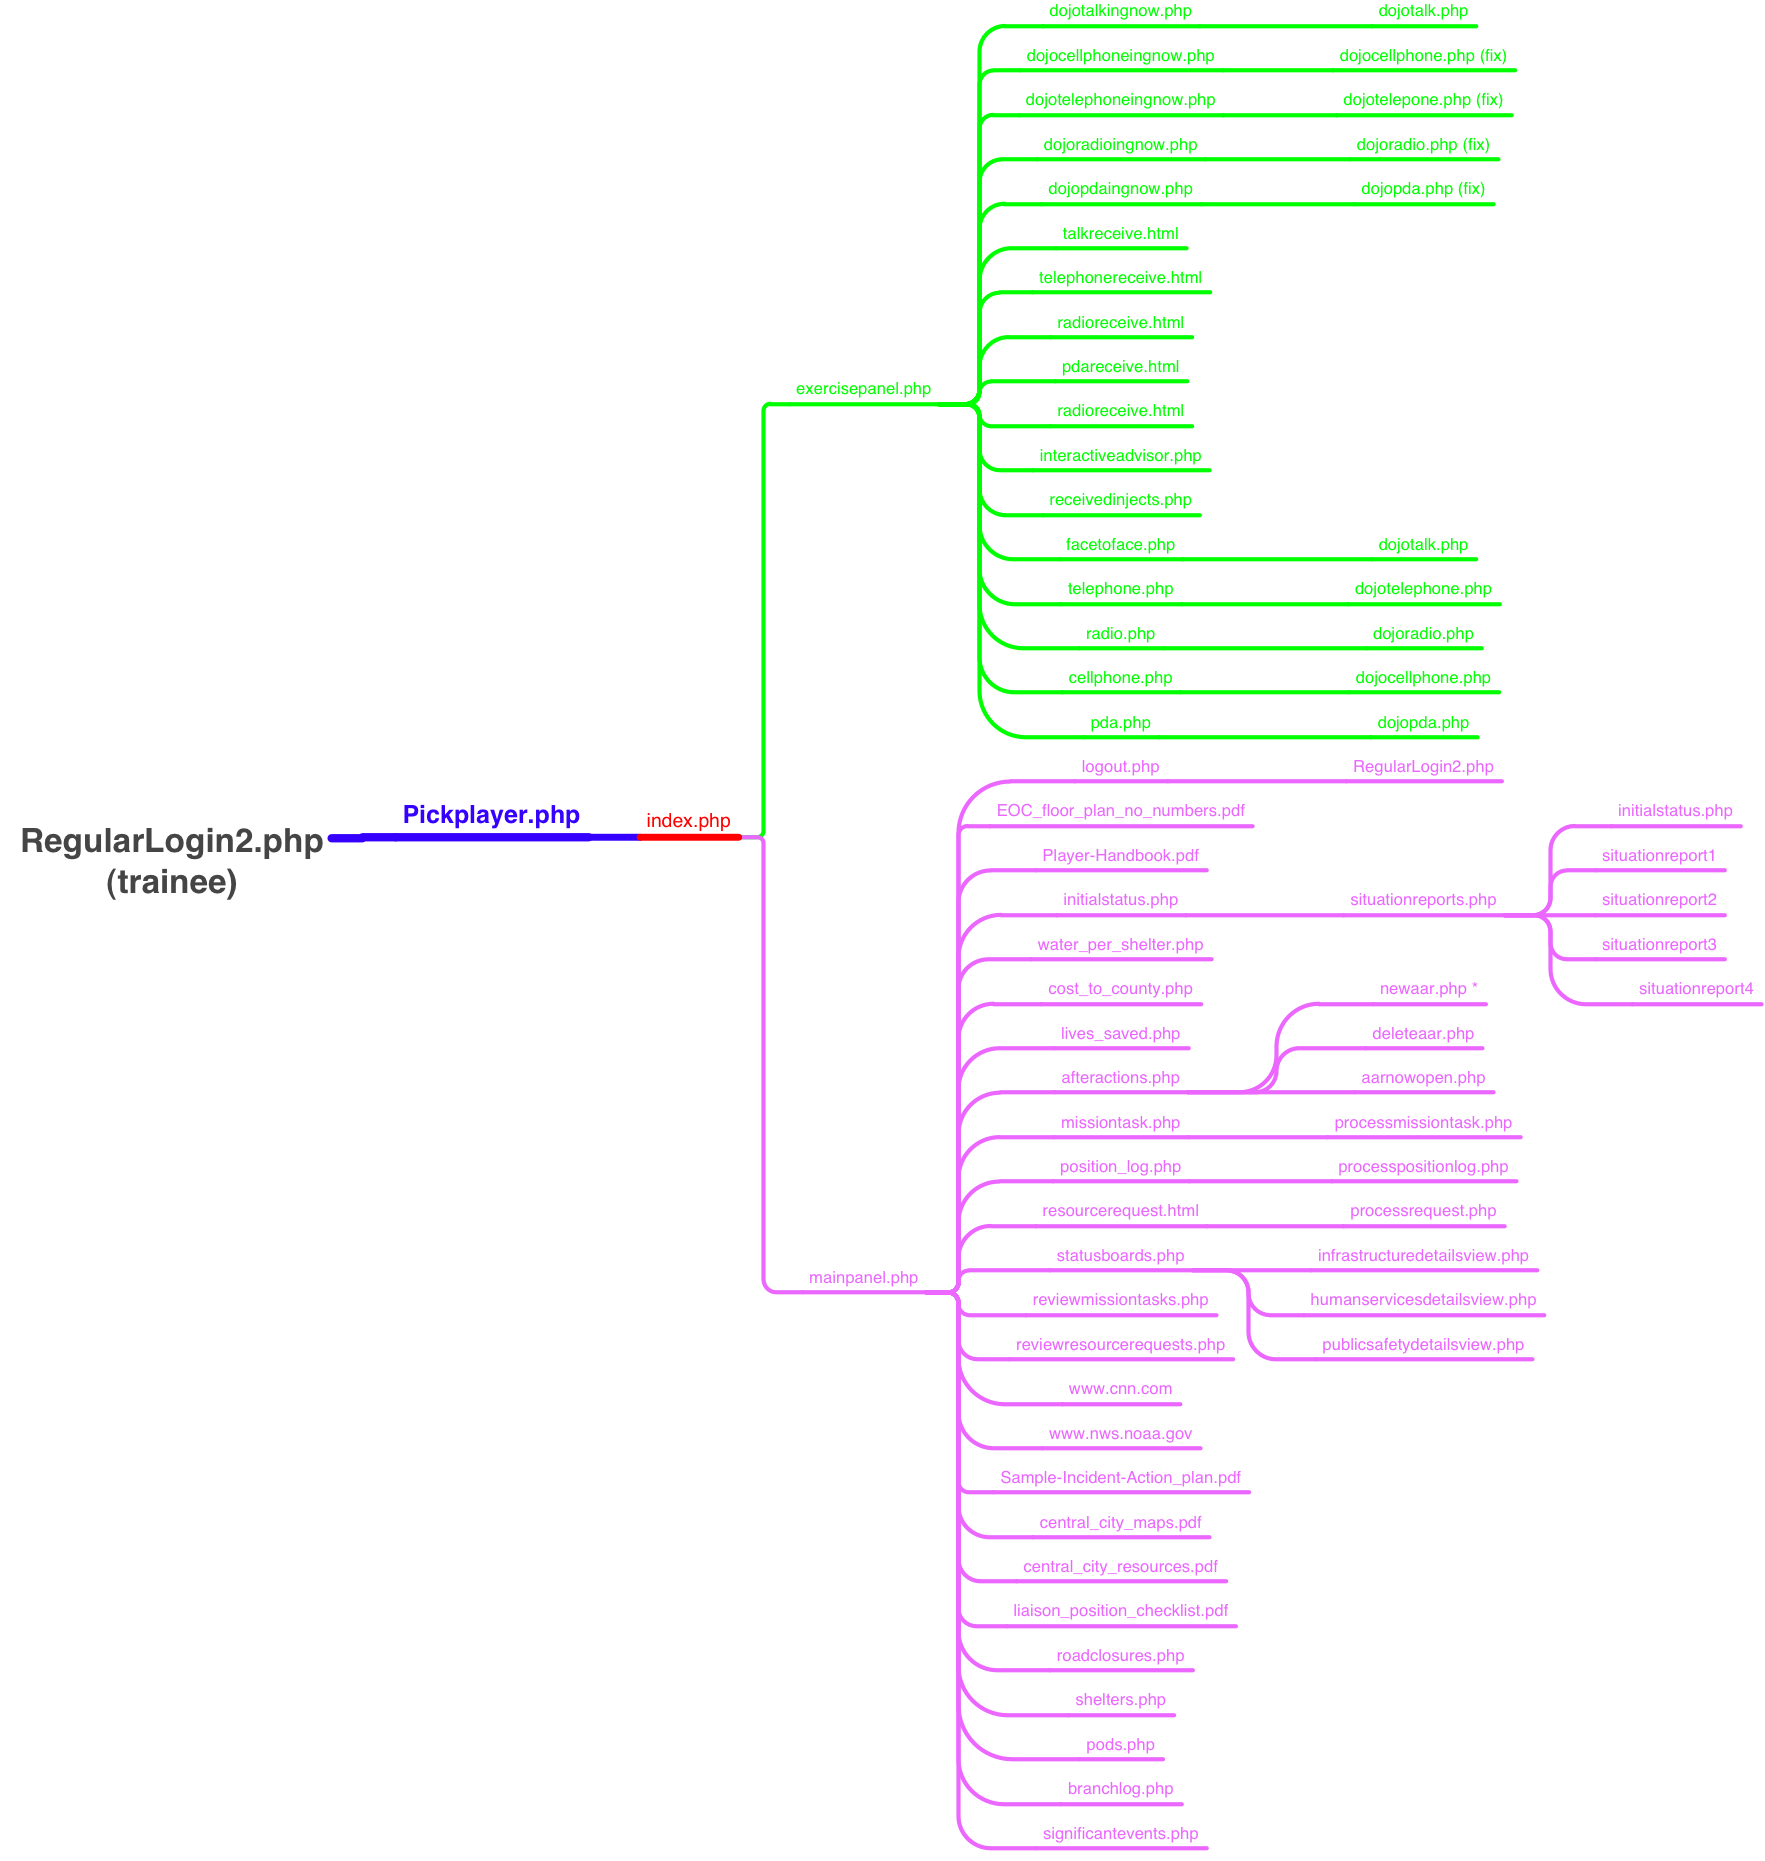 RegularLogin2.php
(trainee)
Pickplayer.php
index.php
exercisepanel.php
dojotalkingnow.php
dojotalk.php
dojocellphoneingnow.php
dojocellphone.php (fix)
dojotelephoneingnow.php
dojotelepone.php (fix)
dojoradioingnow.php
dojoradio.php (fix)
dojopdaingnow.php
dojopda.php (fix)
talkreceive.html
telephonereceive.html
radioreceive.html
pdareceive.html
radioreceive.html
interactiveadvisor.php
receivedinjects.php
facetoface.php
dojotalk.php
telephone.php
dojotelephone.php
radio.php
dojoradio.php
cellphone.php
dojocellphone.php
pda.php
dojopda.php
mainpanel.php
logout.php
RegularLogin2.php
EOC_floor_plan_no_numbers.pdf
Player-Handbook.pdf
initialstatus.php
situationreports.php
initialstatus.php
situationreport1
situationreport2
situationreport3
situationreport4
water_per_shelter.php
cost_to_county.php
lives_saved.php
afteractions.php
newaar.php *
deleteaar.php
aarnowopen.php
missiontask.php
processmissiontask.php
position_log.php
processpositionlog.php
resourcerequest.html
processrequest.php
statusboards.php
infrastructuredetailsview.php
humanservicesdetailsview.php
publicsafetydetailsview.php
reviewmissiontasks.php
reviewresourcerequests.php
www.cnn.com
www.nws.noaa.gov
Sample-Incident-Action_plan.pdf
central_city_maps.pdf
central_city_resources.pdf
liaison_position_checklist.pdf
roadclosures.php
shelters.php
pods.php
branchlog.php
significantevents.php